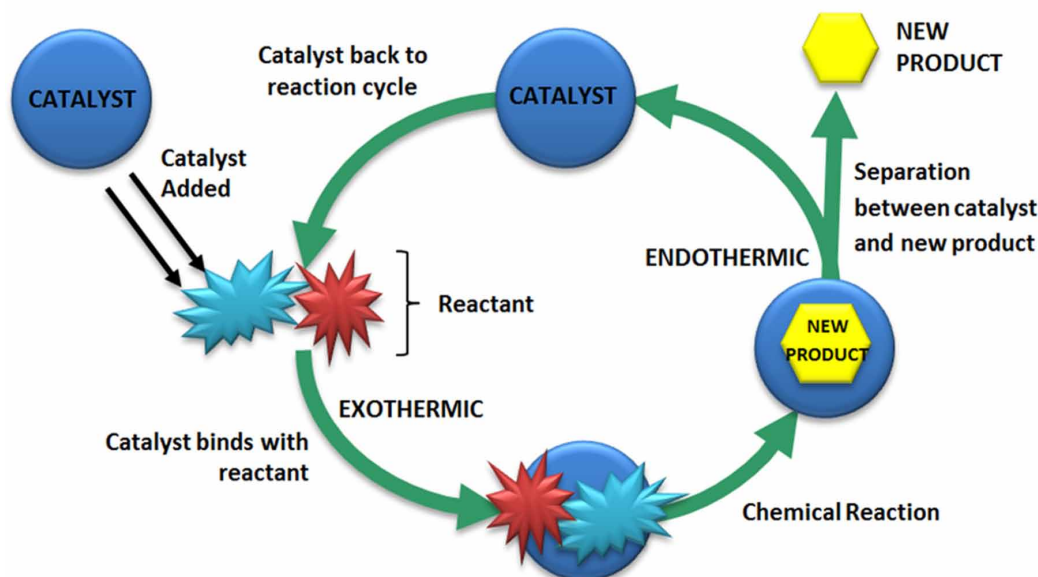 CATALYST
Catalyst
Added
Catalyst back to
reaction cycle
CATALYST
NEW
PRODUCT
Separation
between catalyst
and new product
ENDOTHERMIC
Reactant
NEW
PRODUCT
EXOTHERMIC
Catalyst binds with
reactant
Chemical Reaction